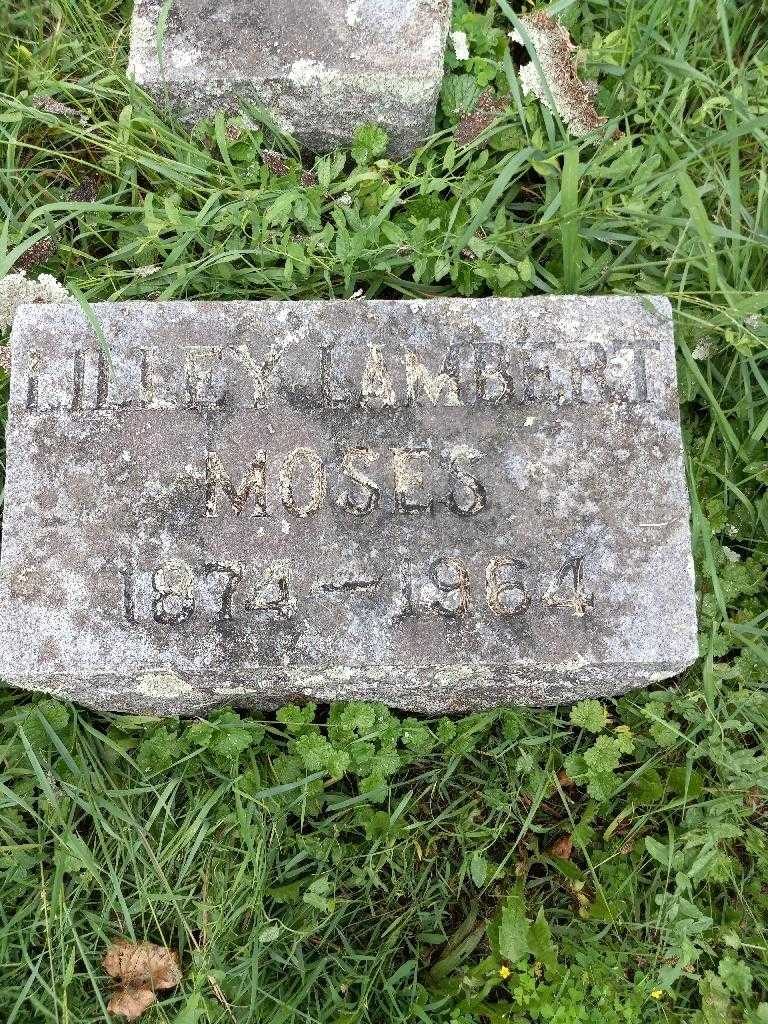 LILLEY LAMBERT
MOSES
1874 – 1964